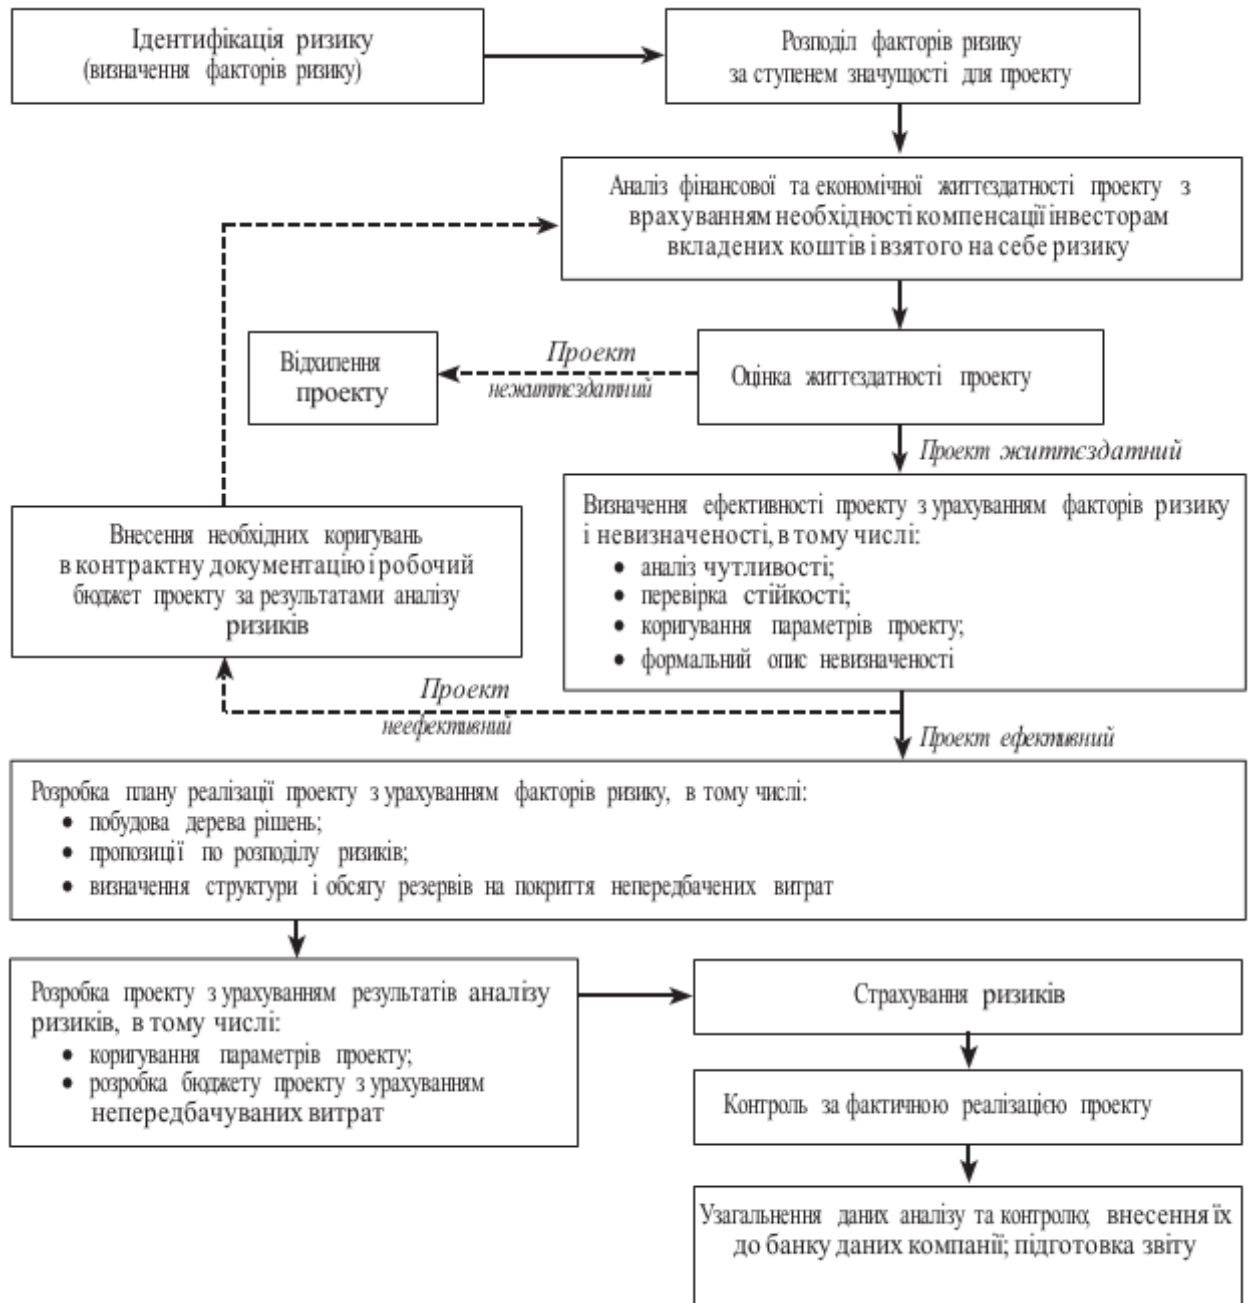 Ідентифікація ризику
(визначення факторів ризику)
Розподіл факторів ризику
за ступенем значущості для проекту
Аналіз фінансової та економічної життєздатності проекту з
врахуванням необхідності компенсації інвесторам
вкладених коштів і взятого на себе ризику
Відхилення
проекту
Проект
нежиттєздатний
Оцінка життєздатності проекту
Проект життєздатний
Внесення необхідних коригувань
в контрактну документацію і робочий
бюджет проекту за результатами аналізу
ризиків
Визначення ефективності проекту з урахуванням факторів ризику
і невизначеності, в тому числі:
• аналіз чутливості;
• перевірка стійкості;
• коригування параметрів проекту;
• формальний опис невизначеності
Проект
неефективний
Проект ефективний
Розробка плану реалізації проекту з урахуванням факторів ризику, в тому числі:
• побудова дерева рішень;
• пропозиції по розподілу ризиків;
• визначення структури і обсягу резервів на покриття непередбачених витрат
Розробка проекту з урахуванням результатів аналізу
ризиків, в тому числі:
• коригування параметрів проекту;
• розробка бюджету проекту з урахуванням
непередбачуваних витрат
Страхування ризиків
Контроль за фактичною реалізацією проекту
Узагальнення даних аналізу та контролю; внесення їх
до банку даних компанії; підготовка звіту